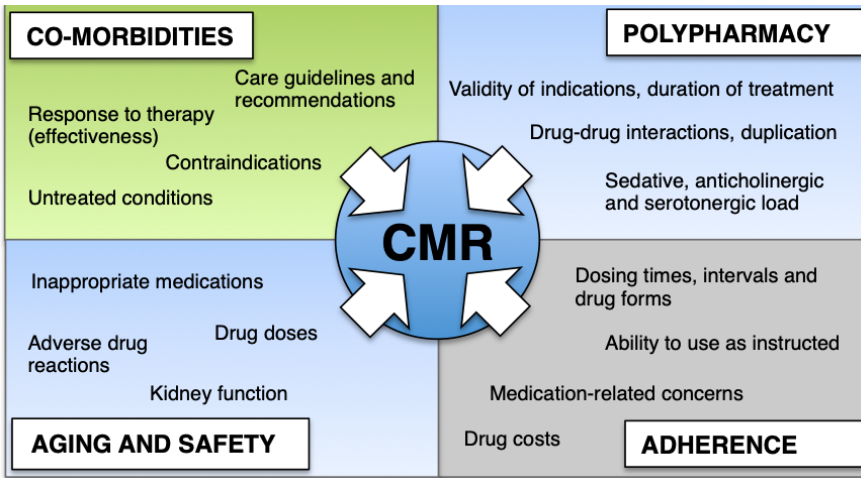 CO-MORBIDITIES
Care guidelines and
recommendations
Response to therapy
(effectiveness)
Contraindications
Untreated conditions
POLYPHARMACY
Validity of indications, duration of treatment
Drug-drug interactions, duplication
Sedative, anticholinergic
and serotonergic load
CMR
Inappropriate medications
Drug doses
Adverse drug
reactions
Kidney function
AGING AND SAFETY
Dosing times, intervals and
drug forms
Ability to use as instructed
Medication-related concerns
Drug costs
ADHERENCE